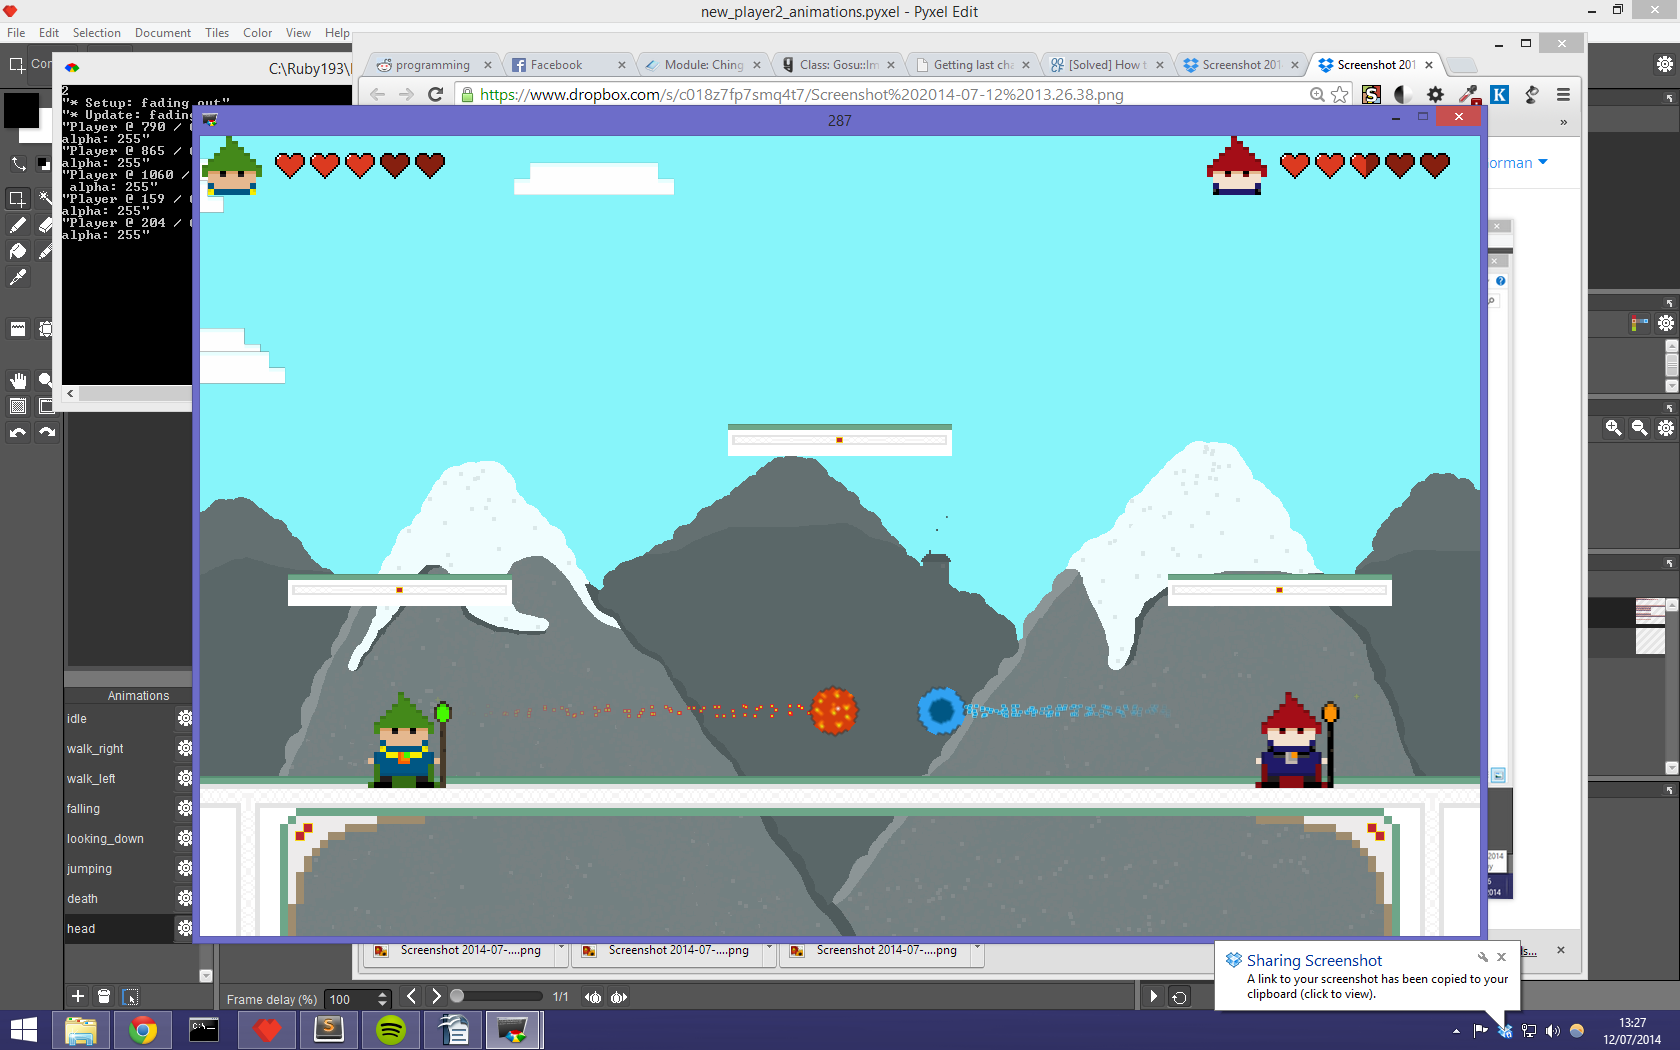 new_player2_animations.pyxel - Pyxel Edit
File Edit Selection Document Tiles Color View Help
C:\Ruby193\
programming
Facebook
Module: Ching
Class: Gosu::Im
Getting last cha
[Solved] How t
Screenshot 201
Screenshot 201
https://www.dropbox.com/s/c018z7fp7smq4t7/Screenshot%202014-07-12%2013.26.38.png
2
"* Setup: fading out"
"* Update: fading
"Player @ 790 /
alpha: 255"
"Player @ 865 /
alpha: 255"
"Player @ 1060 /
alpha: 255"
"Player @ 159 /
alpha: 255"
"Player @ 204 /
alpha: 255"
287
orman
Animations
idle
walk_right
walk_left
falling
looking_down
jumping
death
head
Screenshot 2014-07-....png
Screenshot 2014-07-....png
Screenshot 2014-07-....png
Frame delay (%) 100
1/1
Sharing Screenshot
A link to your screenshot has been copied to your
clipboard (click to view).
13:27
12/07/2014